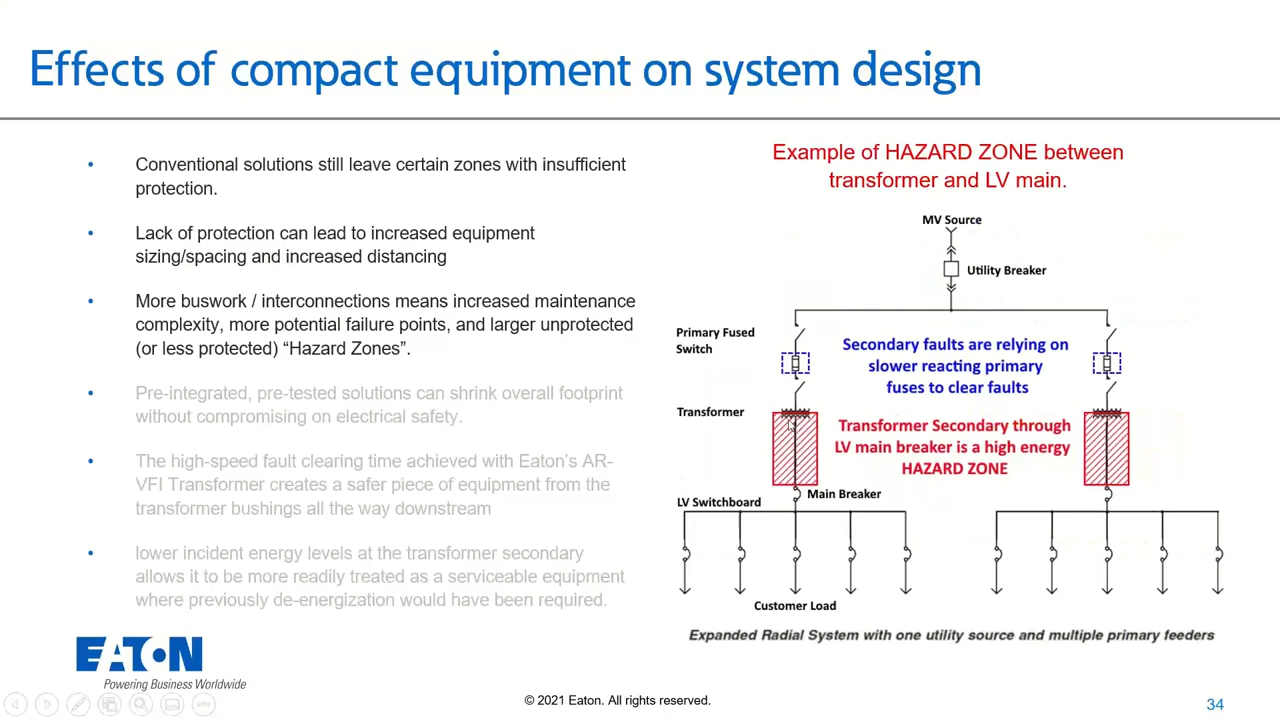 Effects of compact equipment on system design
• Conventional solutions still leave certain zones with insufficient
protection.
• Lack of protection can lead to increased equipment
sizing/spacing and increased distancing
• More buswork / interconnections means increased maintenance
complexity, more potential failure points, and larger unprotected
(or less protected) “Hazard Zones”.
• Pre-integrated, pre-tested solutions can shrink overall footprint
without compromising on electrical safety.
• The high-speed fault clearing time achieved with Eaton's AR-
VFI Transformer creates a safer piece of equipment from the
transformer bushings all the way downstream
• lower incident energy levels at the transformer secondary
allows it to be more readily treated as a serviceable equipment
where previously de-energization would have been required.
Example of HAZARD ZONE between
transformer and LV main.
MV Source
Utility Breaker
Primary Fused
Switch
Secondary faults are relying on
slower reacting primary
fuses to clear faults
Transformer
Transformer Secondary through
LV main breaker is a high energy
HAZARD ZONE
Main Breaker
LV Switchboard
Customer Load
Expanded Radial System with one utility source and multiple primary feeders
EATON
Powering Business Worldwide
© 2021 Eaton. All rights reserved.
34